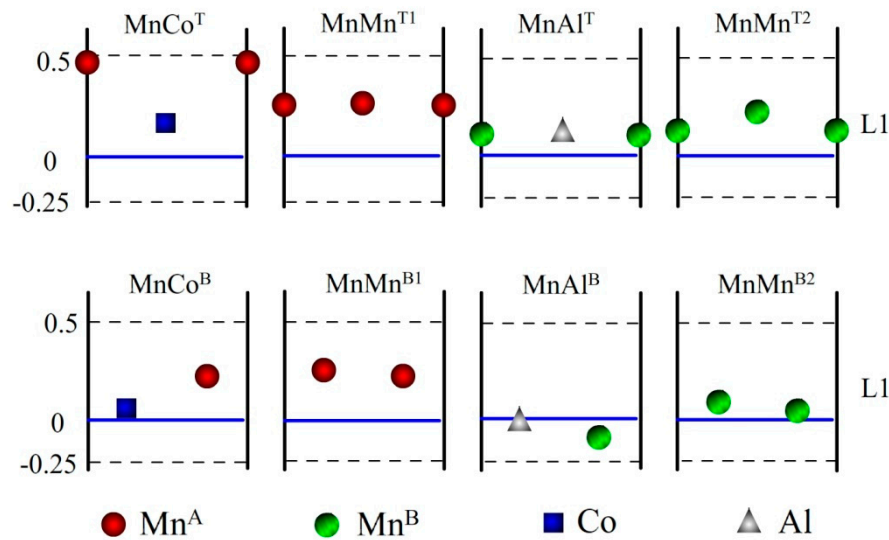 MnCo^T MnMn^T1 MnAl^T MnMn^T2
0.5
L1
0
-0.25
MnCo^B MnMn^B1 MnAl^B MnMn^B2
0.5
L1
0
-0.25
Mn^A Mn^B Co Al